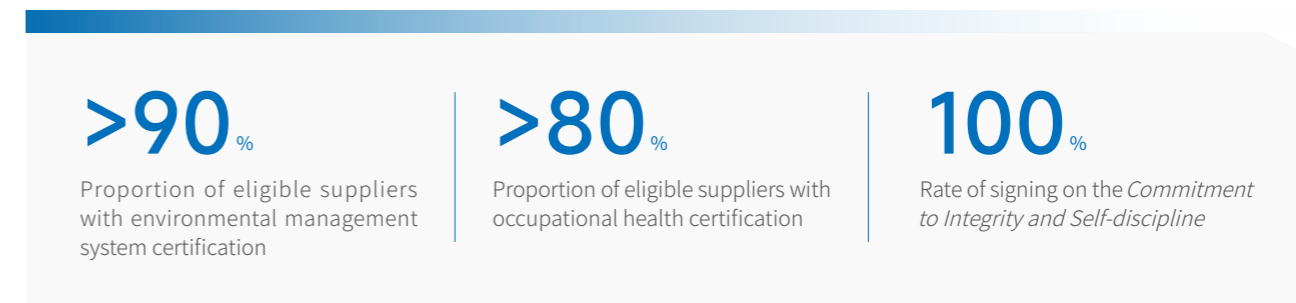 >90%
Proportion of eligible suppliers
with environmental management
system certification
>80%
Proportion of eligible suppliers with
occupational health certification
100%
Rate of signing on the Commitment
to Integrity and Self-discipline